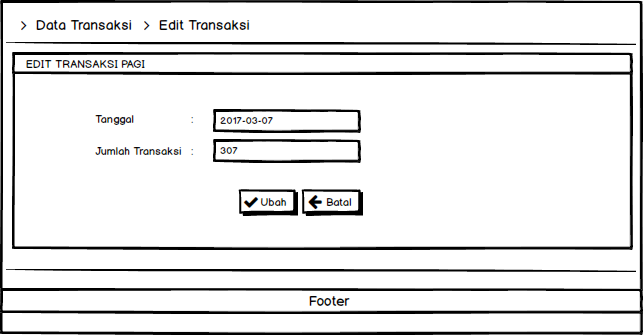 > Data Transaksi > Edit Transaksi
EDIT TRANSAKSI PAGI
Tanggal : 2017-03-07
Jumlah Transaksi : 307
Ubah Batal
Footer